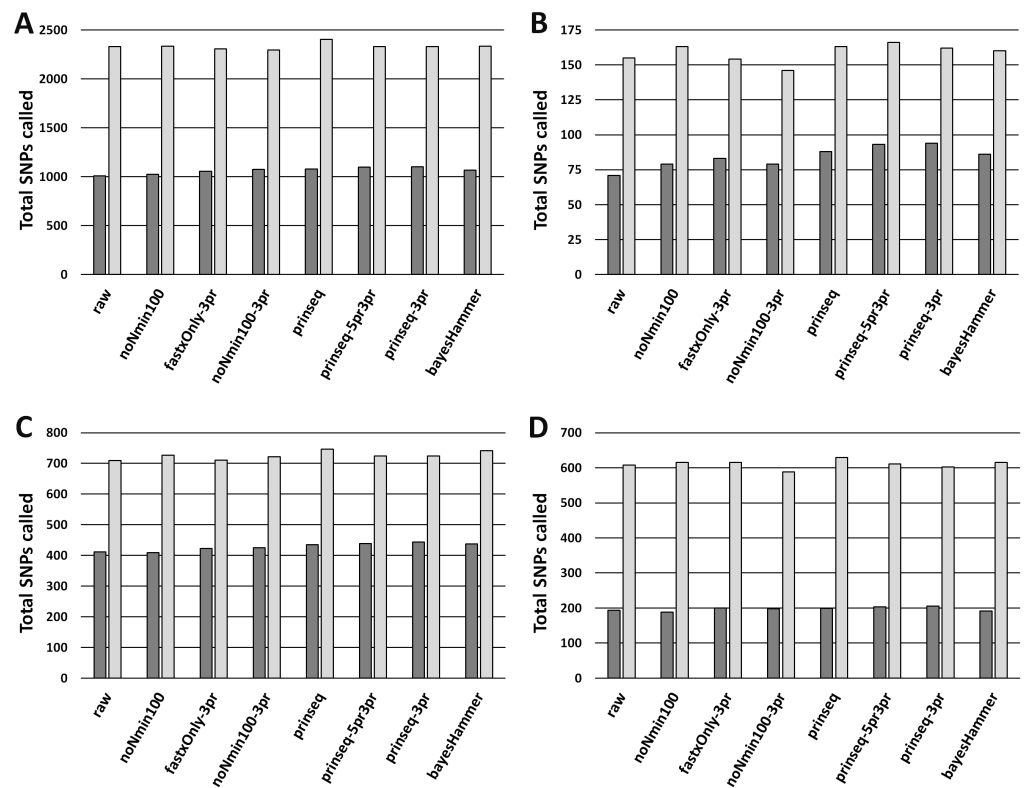 A
Total SNPs called
2500
2000
1500
1000
500
0
raw
noNmin100
fastxOnly-3pr
noNmin100-3pr
prinseq
prinseq-5pr3pr
prinseq-3pr
bayesHammer
B
Total SNPs called
175
150
125
100
75
50
25
0
raw
noNmin100
fastxOnly-3pr
noNmin100-3pr
prinseq
prinseq-5pr3pr
prinseq-3pr
bayesHammer
C
Total SNPs called
800
700
600
500
400
300
200
100
0
raw
noNmin100
fastxOnly-3pr
noNmin100-3pr
prinseq
prinseq-5pr3pr
prinseq-3pr
bayesHammer
D
Total SNPs called
700
600
500
400
300
200
100
0
raw
noNmin100
fastxOnly-3pr
noNmin100-3pr
prinseq
prinseq-5pr3pr
prinseq-3pr
bayesHammer